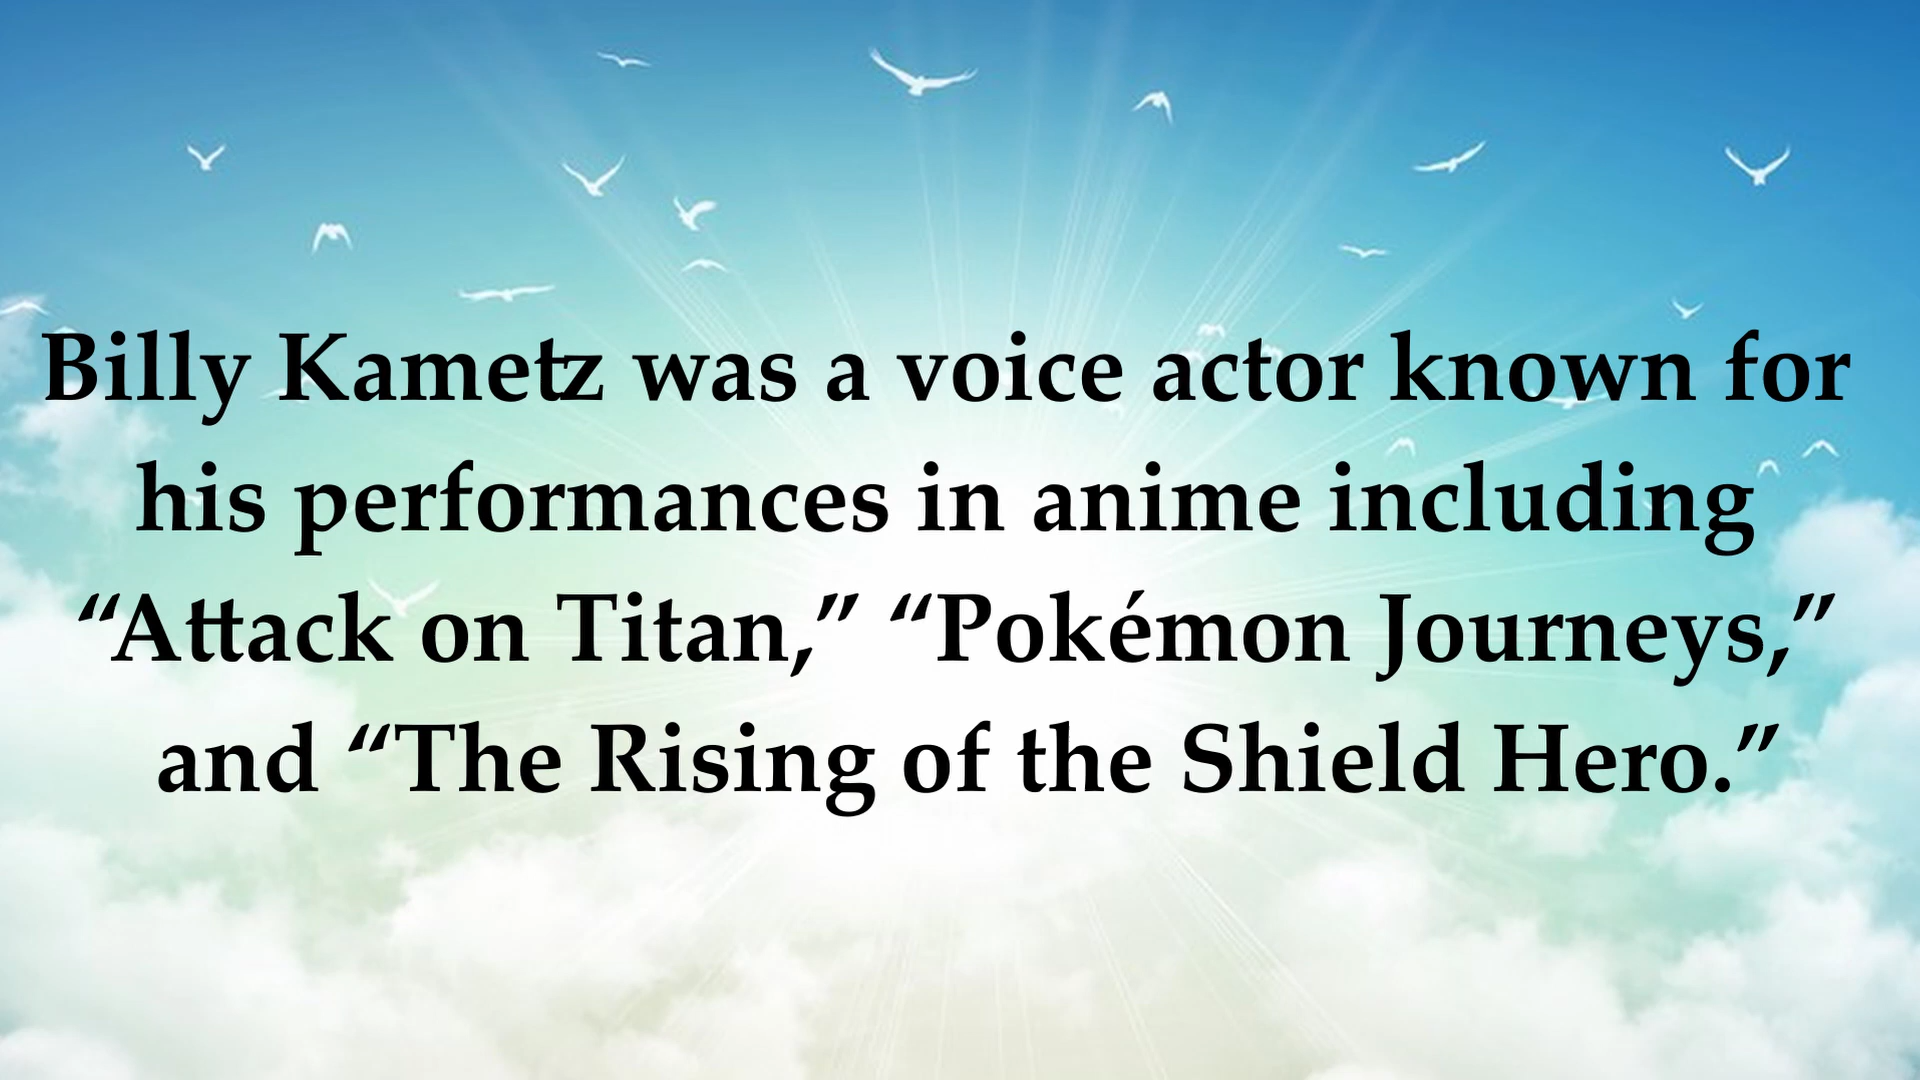 Billy Kametz was a voice actor known for
his performances in anime including
“Attack on Titan,” “Pokémon Journeys,”
and “The Rising of the Shield Hero.”